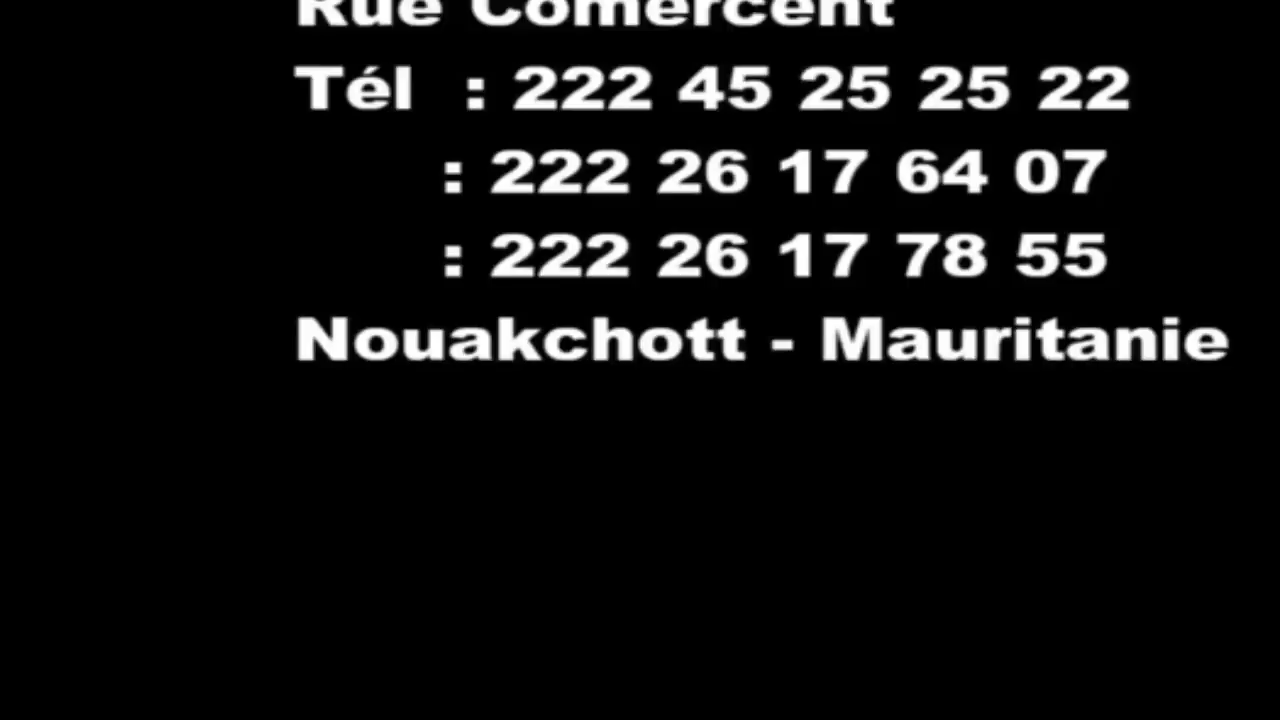 Rue Comercent
Tél : 222 45 25 25 22
: 222 26 17 64 07
: 222 26 17 78 55
Nouakchott - Mauritanie